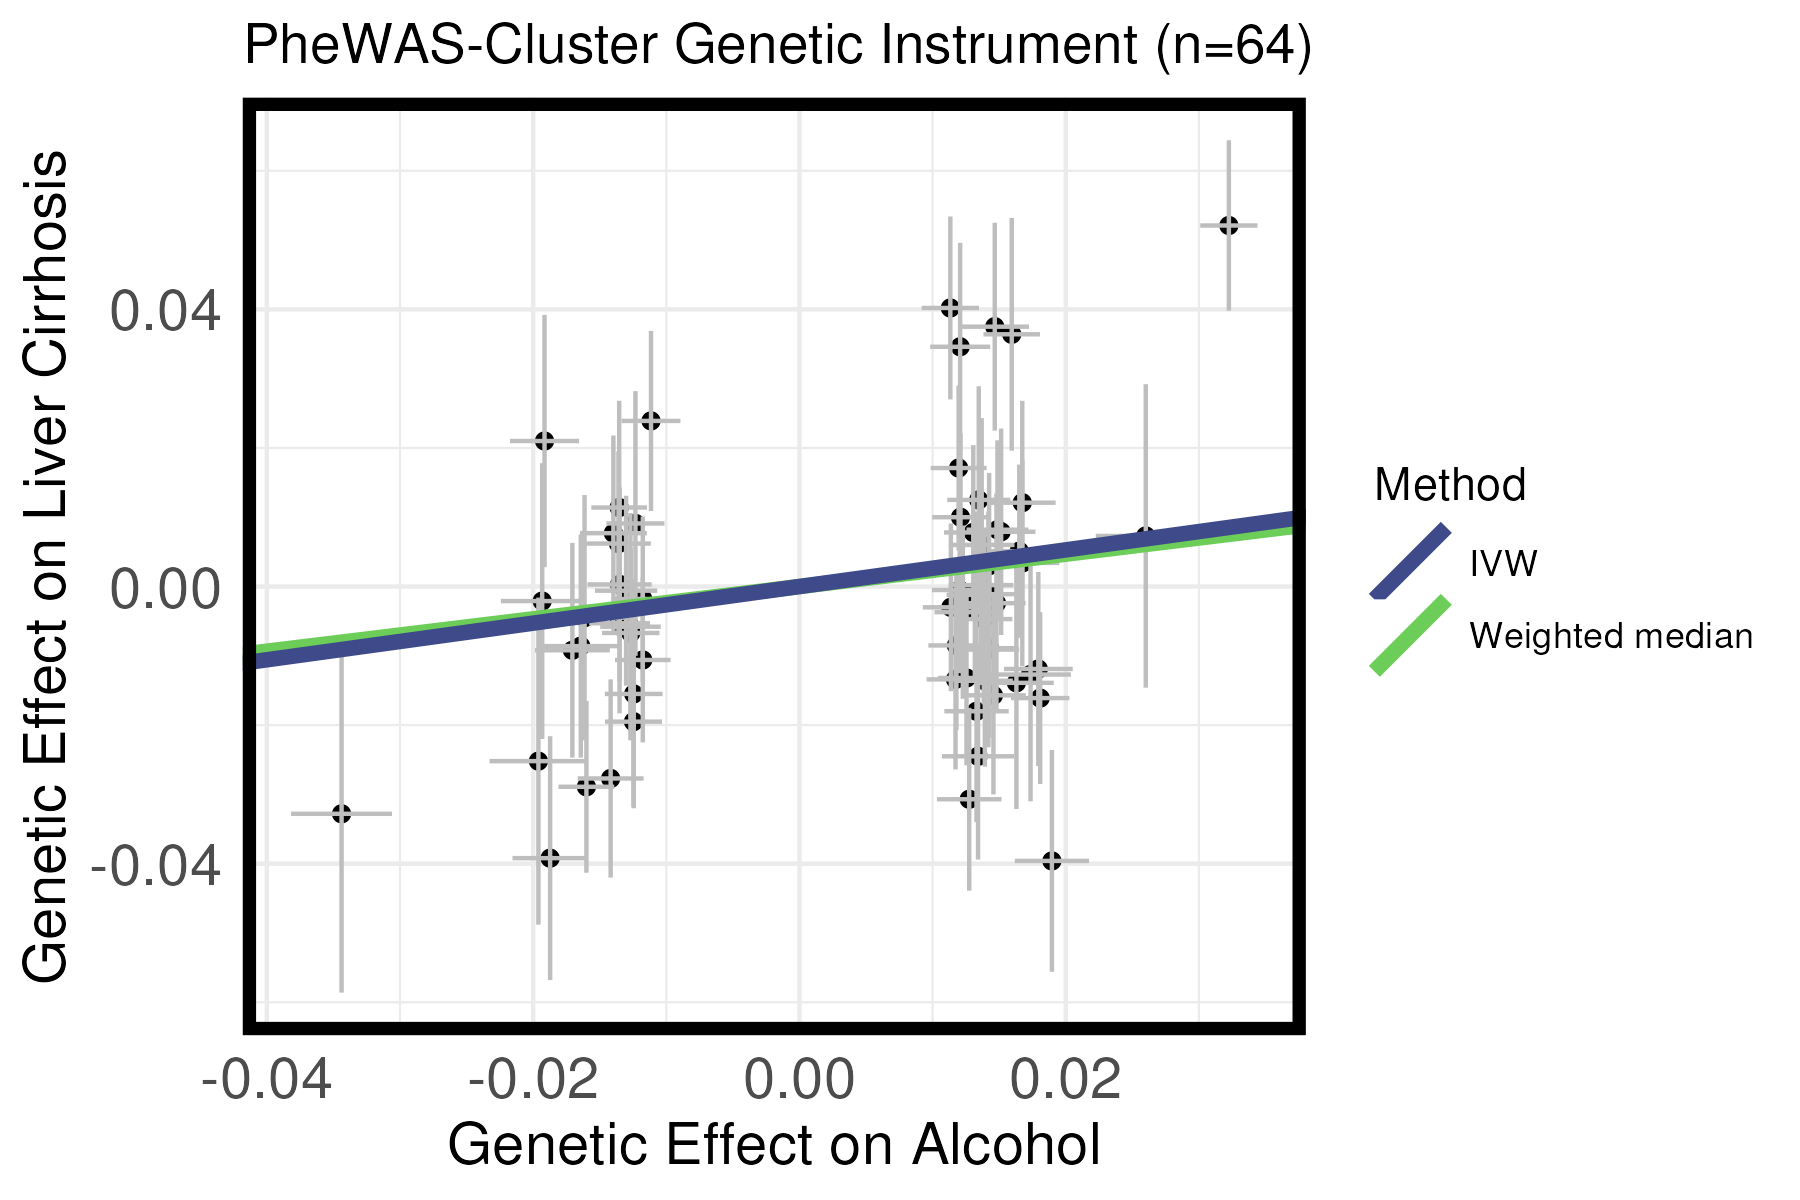 PheWAS-Cluster Genetic Instrument (n=64)
Genetic Effect on Liver Cirrhosis
0.04
0.00
-0.04
-0.04
-0.02
0.00
0.02
Genetic Effect on Alcohol
Method
IVW
Weighted median